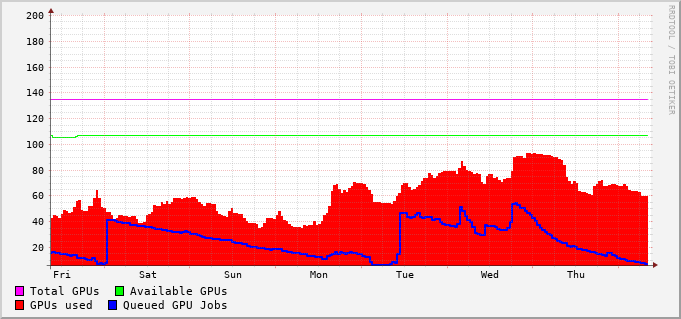 RRDTOOL / TOBI OETIKER
200
180
160
140
120
100
80
60
40
20
Fri Sat Sun Mon Tue Wed Thu
Total GPUs Available GPUs
GPUs used Queued GPU Jobs